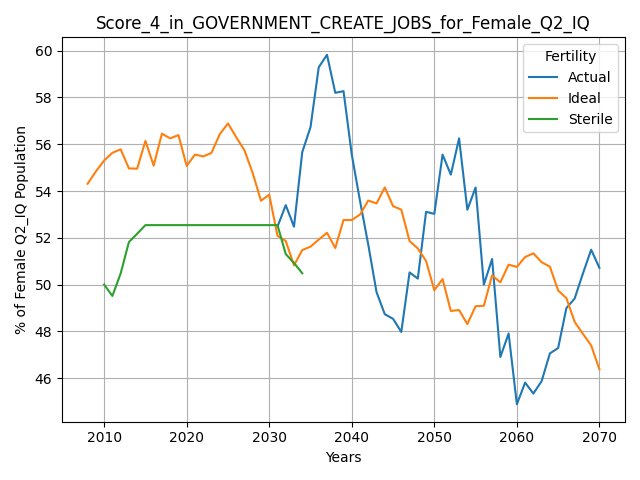 Score_4_in_GOVERNMENT_CREATE_JOBS_for_Female_Q2_IQ
Fertility
Actual
Ideal
Sterile
% of Female Q2_IQ Population
60
58
56
54
52
50
48
46
2010 2020 2030 2040 2050 2060 2070
Years